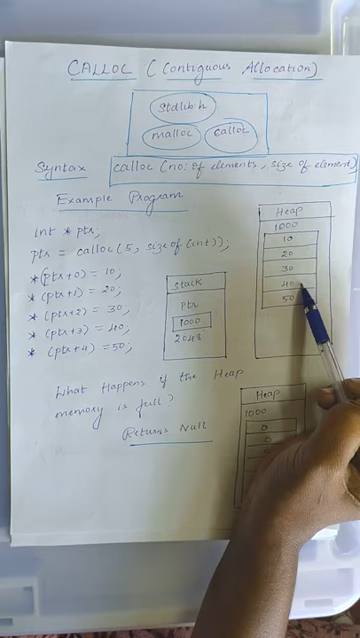 CALLOC (Contiguous Allocation)
Stdlib.h
malloc calloc
Syntax calloc (no: of elements, size of element)
Example Program
int * ptr;
ptr = calloc (5, size of (int));
*(ptr+0) = 10;
*(ptr+1) = 20;
*(ptr+2) = 30;
*(ptr+3) = 40;
*(ptr+4) = 50;
Stack
ptr
1000
2048
Heap
1000
10
20
30
40
50
What Happens if the Heap
memory is full?
Returns Null
Heap
1000
0
0